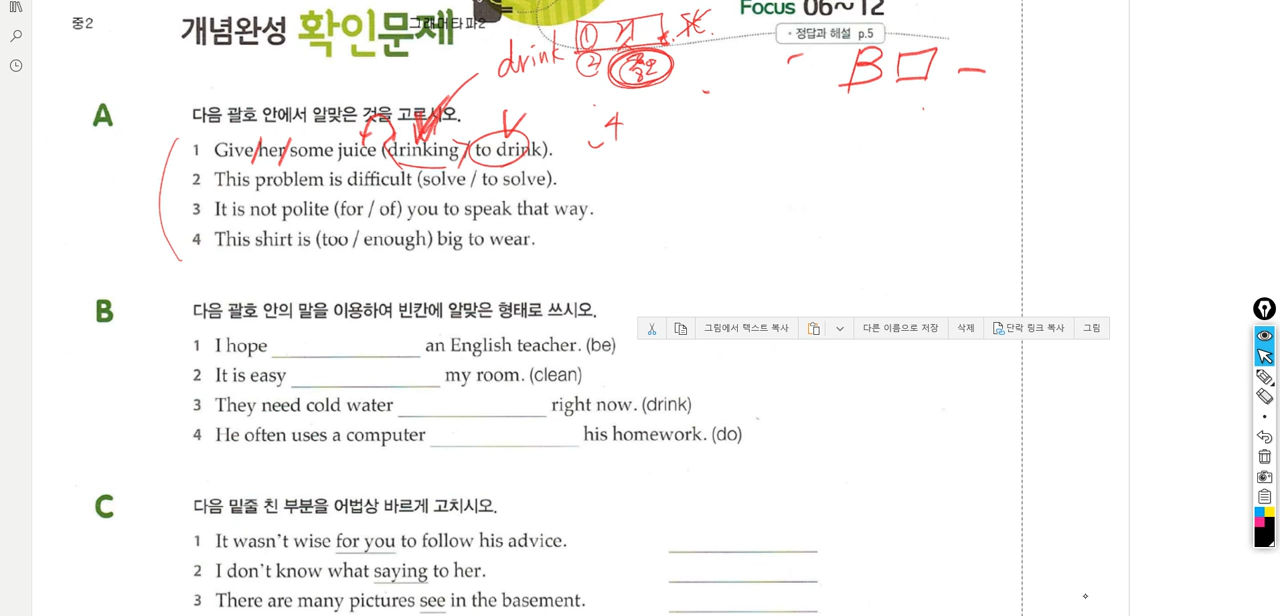 중2
그래머타파2
개념완성 확인문제
Focus 06~12
• 정답과 해설 p.5
drink ①
②
B
A
다음 괄호 안에서 알맞은 것을 고르시오.
4
1 Give her some juice (drinking / to drink).
2 This problem is difficult (solve / to solve).
3 It is not polite (for / of) you to speak that way.
4 This shirt is (too / enough) big to wear.
B
다음 괄호 안의 말을 이용하여 빈칸에 알맞은 형태로 쓰시오.
그림에서 텍스트 복사 다른 이름으로 저장 삭제 단락 링크 복사 그림
1 I hope ____________ an English teacher. (be)
2 It is easy ____________ my room. (clean)
3 They need cold water ____________ right now. (drink)
4 He often uses a computer ____________ his homework. (do)
C
다음 밑줄 친 부분을 어법상 바르게 고치시오.
1 It wasn't wise for you to follow his advice. ____________
2 I don't know what saying to her. ____________
3 There are many pictures see in the basement. ____________